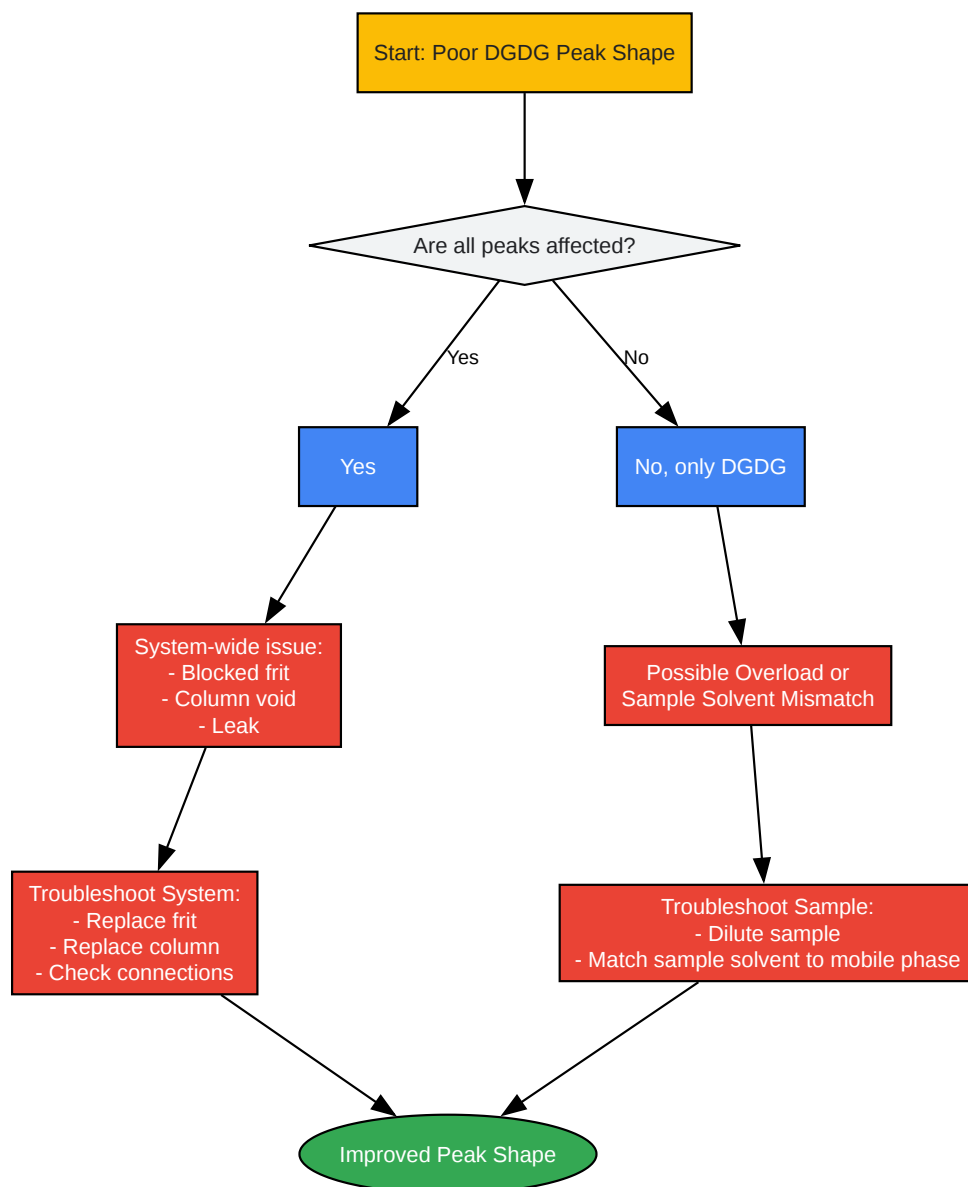 Start: Poor DGDG Peak Shape
Are all peaks affected?
Yes
No
Yes
No, only DGDG
System-wide issue:
- Blocked frit
- Column void
- Leak
Possible Overload or
Sample Solvent Mismatch
Troubleshoot System:
- Replace frit
- Replace column
- Check connections
Troubleshoot Sample:
- Dilute sample
- Match sample solvent to mobile phase
Improved Peak Shape